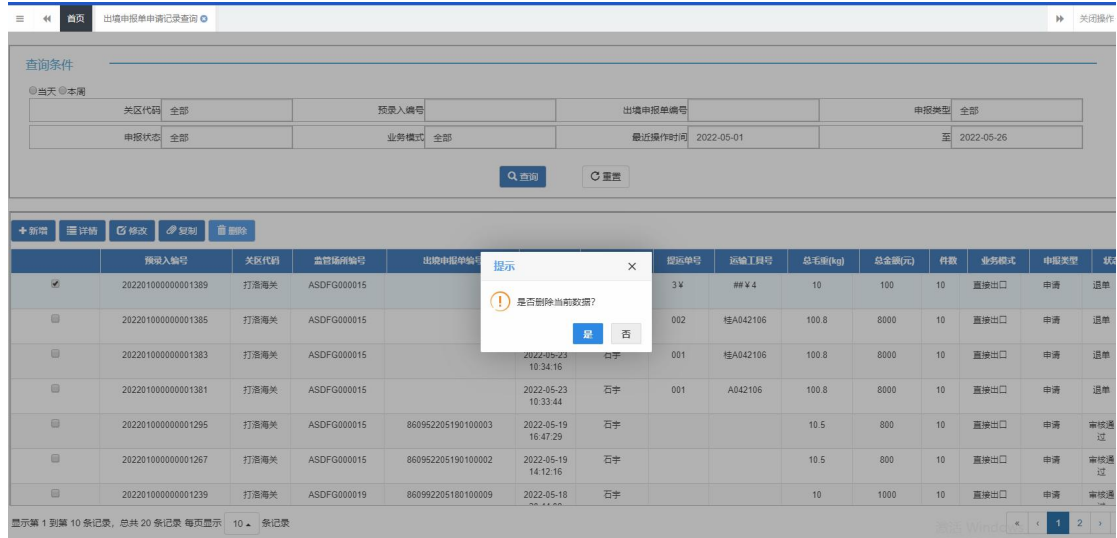 首页 出境申报单申请记录查询 关闭操作
查询条件
当天 本周
关区代码 全部 预录入编号 出境申报单编号 申报类型 全部
申报状态 全部 业务模式 全部 最近操作时间 2022-05-01 至 2022-05-26
查询 重置
新增 详情 修改 复制 删除
预录入编号 关区代码 监管场所编号 出境申报单编号 提运单号 运输工具号 总毛重(kg) 总金额(元) 件数 业务模式 申报类型
提示
202201000000001389 打洛海关 ASDFG000015 3¥ ##¥4 10 100 10 直接出口 申请 退单
是否删除当前数据?
202201000000001385 打洛海关 ASDFG000015 002 桂A042106 100.8 8000 10 直接出口 申请 退单
是 否
202201000000001383 打洛海关 ASDFG000015 2022-05-23 石宇 001 桂A042106 100.8 8000 10 直接出口 申请 退单
10:34:16
202201000000001381 打洛海关 ASDFG000015 2022-05-23 石宇 001 A042106 100.8 8000 10 直接出口 申请 退单
10:33:44
202201000000001295 打洛海关 ASDFG000015 860952205190100003 2022-05-19 石宇 10.5 800 10 直接出口 申请 审核通
16:47:29 过
202201000000001267 打洛海关 ASDFG000015 860952205190100002 2022-05-19 石宇 10.5 800 10 直接出口 申请 审核通
14:12:16 过
202201000000001239 打洛海关 ASDFG000019 860992205180100009 2022-05-18 石宇 10 1000 10 直接出口 申请 审核通
显示第 1 到第 10 条记录，总共 20 条记录 每页显示 10 条记录 « ‹ 1 2 ›